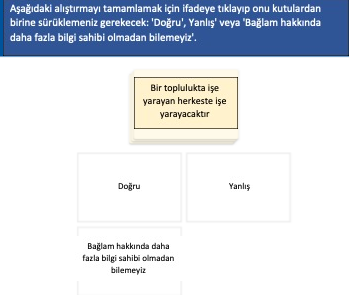 Aşağıdaki alıştırmayı tamamlamak için ifadeye tıklayıp onu kutulardan
birine sürüklemeniz gerekecek: 'Doğru', Yanlış' veya 'Bağlam hakkında
daha fazla bilgi sahibi olmadan bilemeyiz'.
Bir toplulukta işe
yarayan herkeste işe
yarayacaktır
Doğru
Yanlış
Bağlam hakkında daha
fazla bilgi sahibi olmadan
bilemeyiz